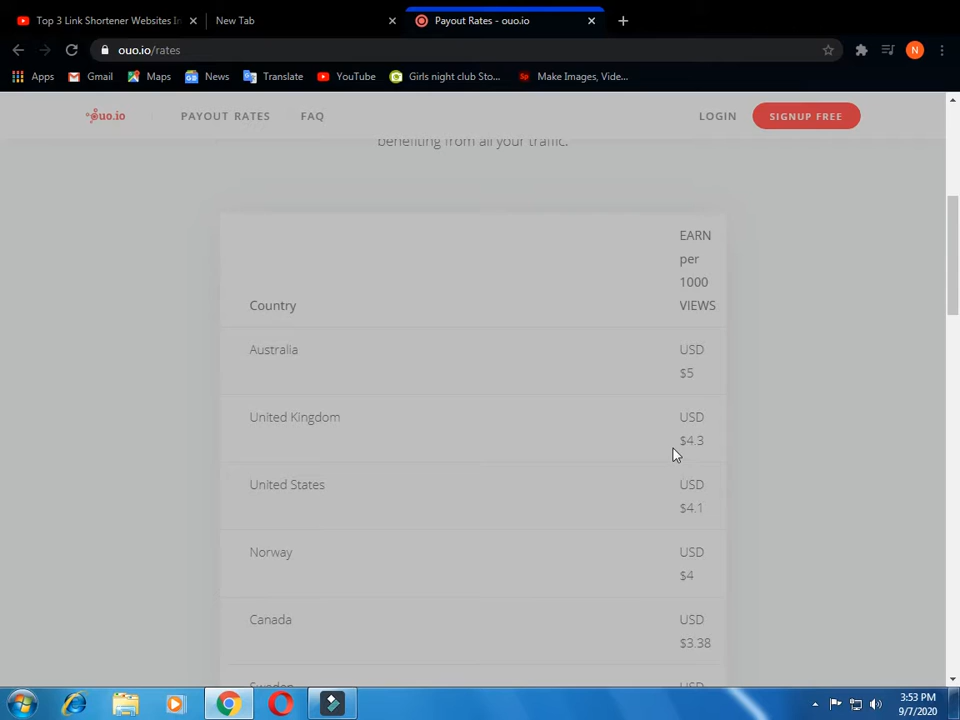 Top 3 Link Shortener Websites In
New Tab
Payout Rates - ouo.io
ouo.io/rates
N
Apps
Gmail
Maps
News
Translate
YouTube
Girls night club Sto...
Make Images, Vide...
ouo.io
PAYOUT RATES
FAQ
LOGIN
SIGNUP FREE
benefiting from all your traffic.
Country
EARN
per
1000
VIEWS
Australia
USD
$5
United Kingdom
USD
$4.3
United States
USD
$4.1
Norway
USD
$4
Canada
USD
$3.38
Sweden
USD
3:53 PM
9/7/2020